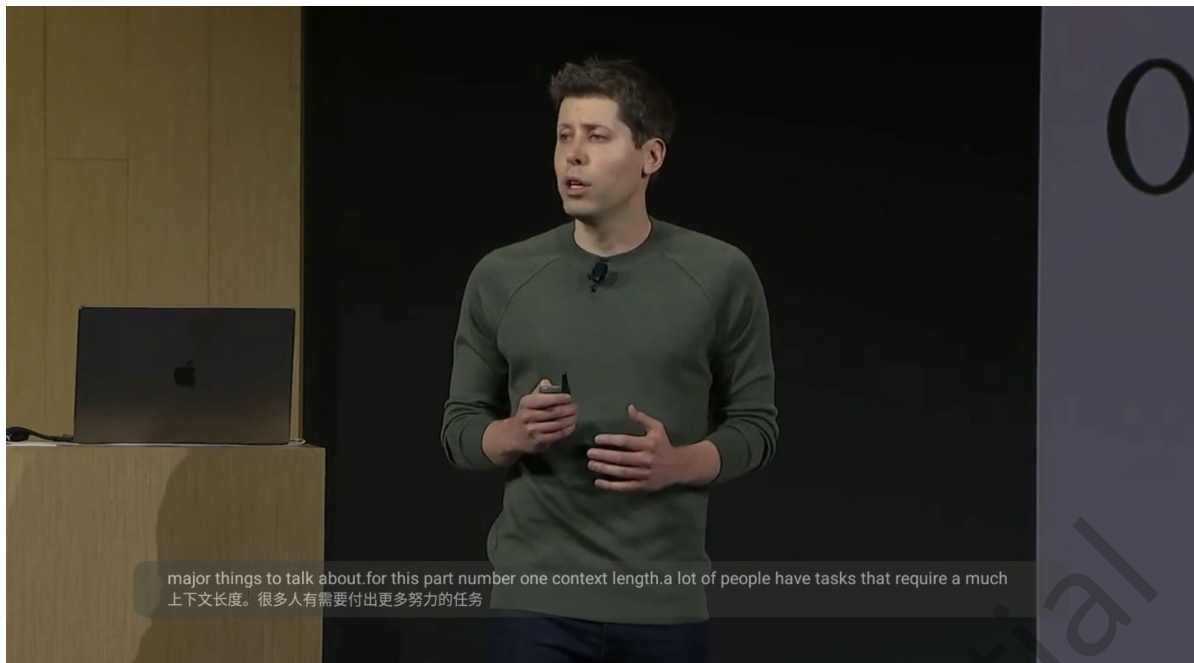 O
major things to talk about.for this part number one context length.a lot of people have tasks that require a much
上下文长度。很多人有需要付出更多努力的任务
tial